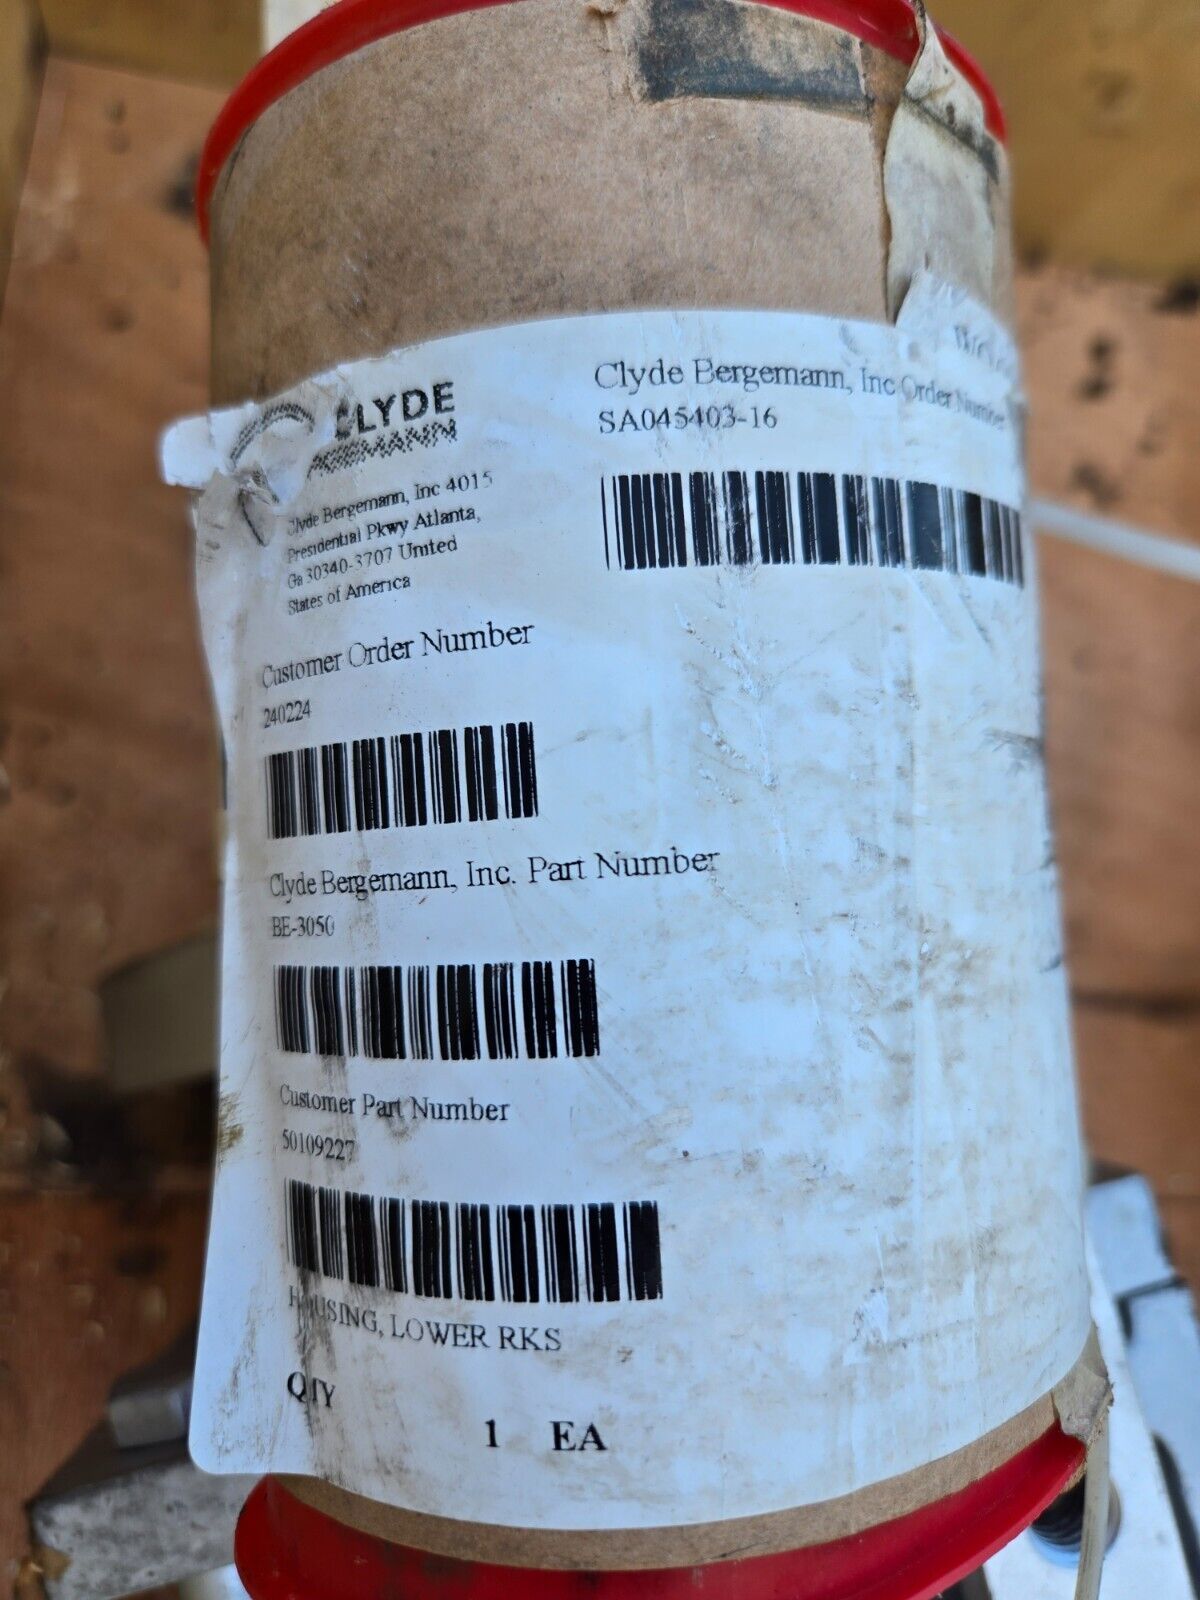 CLYDE
Clyde Bergemann, Inc 4015
Presidential Pkwy Atlanta,
Ga 30340-3707 United
States of America
Clyde Bergemann, Inc Order Number
SA045403-16
Customer Order Number
240224
Clyde Bergemann, Inc. Part Number
BE-3050
Customer Part Number
50109227
HOUSING, LOWER RKS
QTY
1 EA